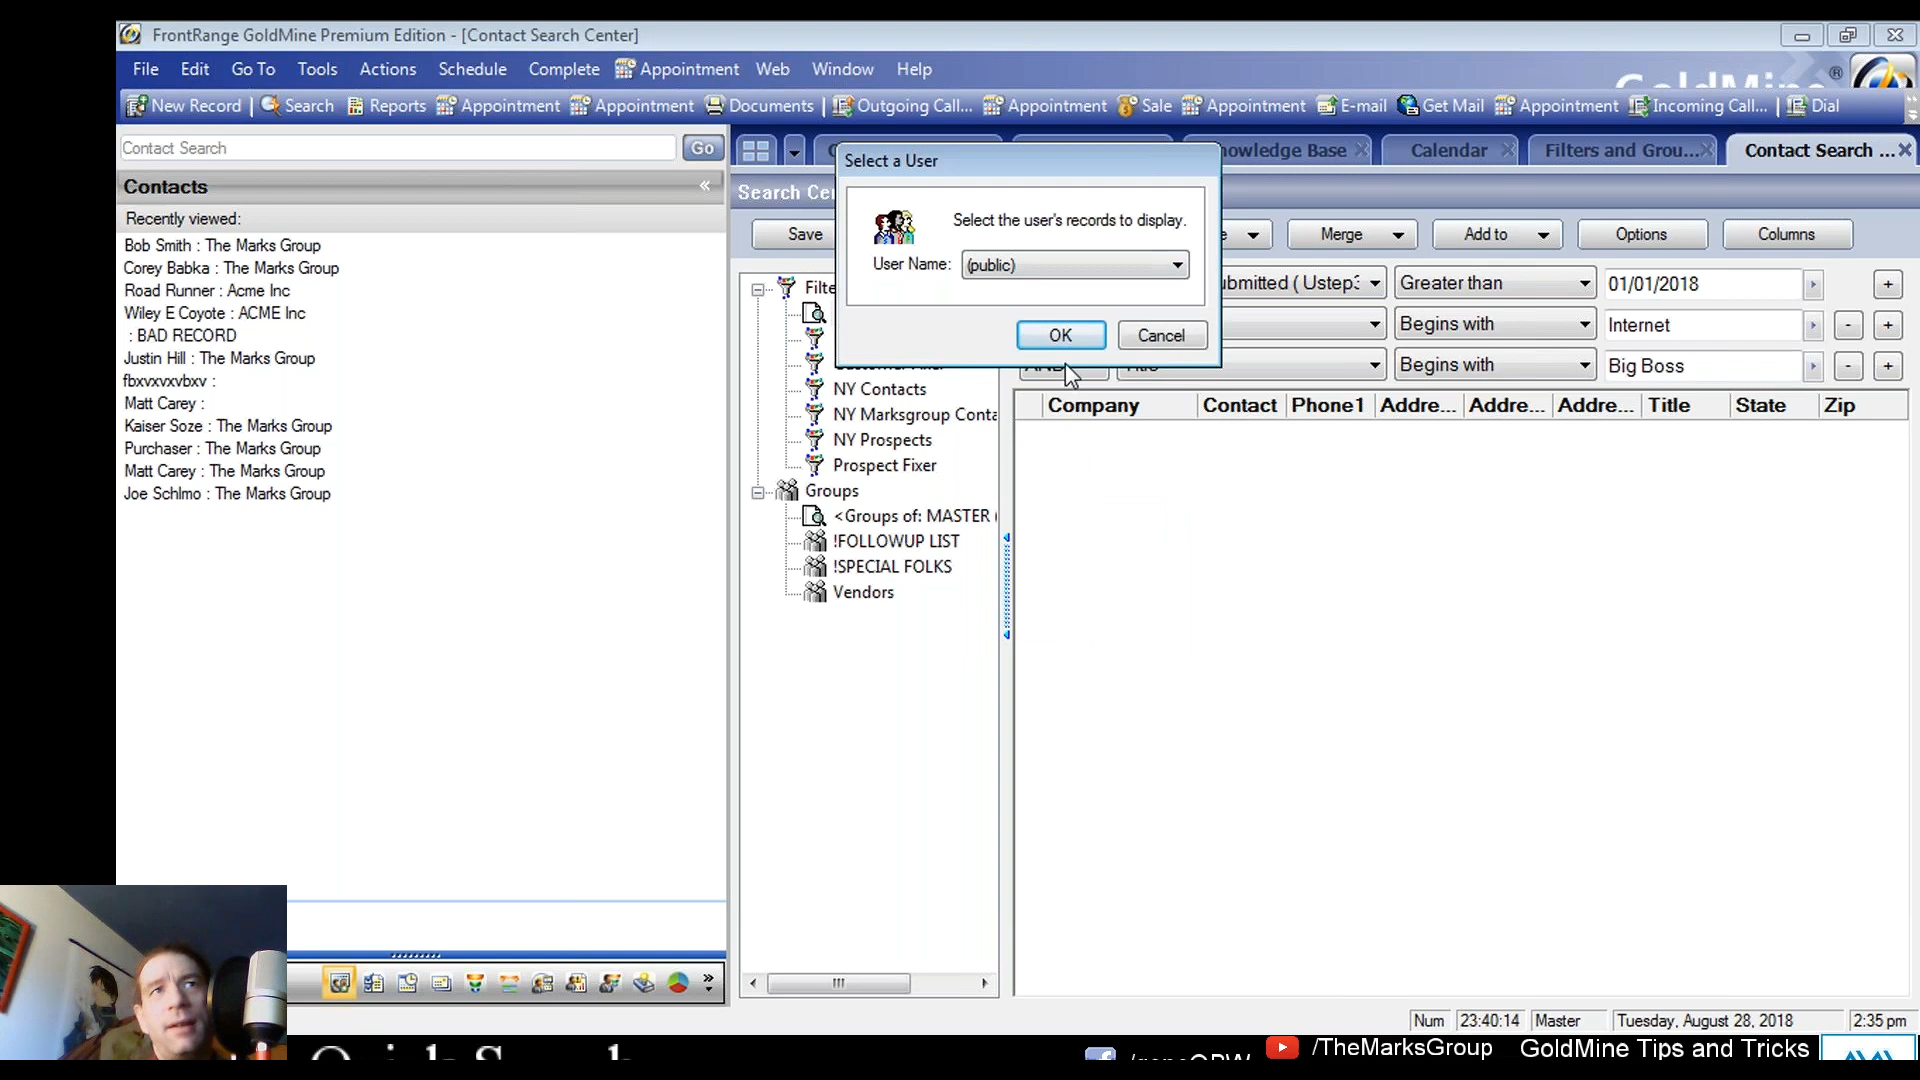 FrontRange GoldMine Premium Edition - [Contact Search Center]
File Edit Go To Tools Actions Schedule Complete Appointment Web Window Help
New Record Search Reports Appointment Appointment Documents Outgoing Call... Appointment Sale Appointment E-mail Get Mail Appointment Incoming Call... Dial
Contact Search Go
Calendar Filters and Grou... Contact Search ...
Contacts
Recently viewed:
Bob Smith : The Marks Group
Corey Babka : The Marks Group
Road Runner : Acme Inc
Wiley E Coyote : ACME Inc
: BAD RECORD
Justin Hill : The Marks Group
fbxvxvxvbxv :
Matt Carey :
Kaiser Soze : The Marks Group
Purchaser : The Marks Group
Matt Carey : The Marks Group
Joe Schlmo : The Marks Group
Select a User
Select the user's records to display.
User Name: (public)
OK Cancel
Save Merge Add to Options Columns
Greater than 01/01/2018 +
Begins with Internet - +
Begins with Big Boss - +
Company Contact Phone1 Addre... Addre... Addre... Title State Zip
NY Contacts
NY Marksgroup Conta
NY Prospects
Prospect Fixer
Groups
<Groups of: MASTER (
!FOLLOWUP LIST
!SPECIAL FOLKS
Vendors
Num 23:40:14 Master Tuesday, August 28, 2018 2:35 pm
/TheMarksGroup GoldMine Tips and Tricks